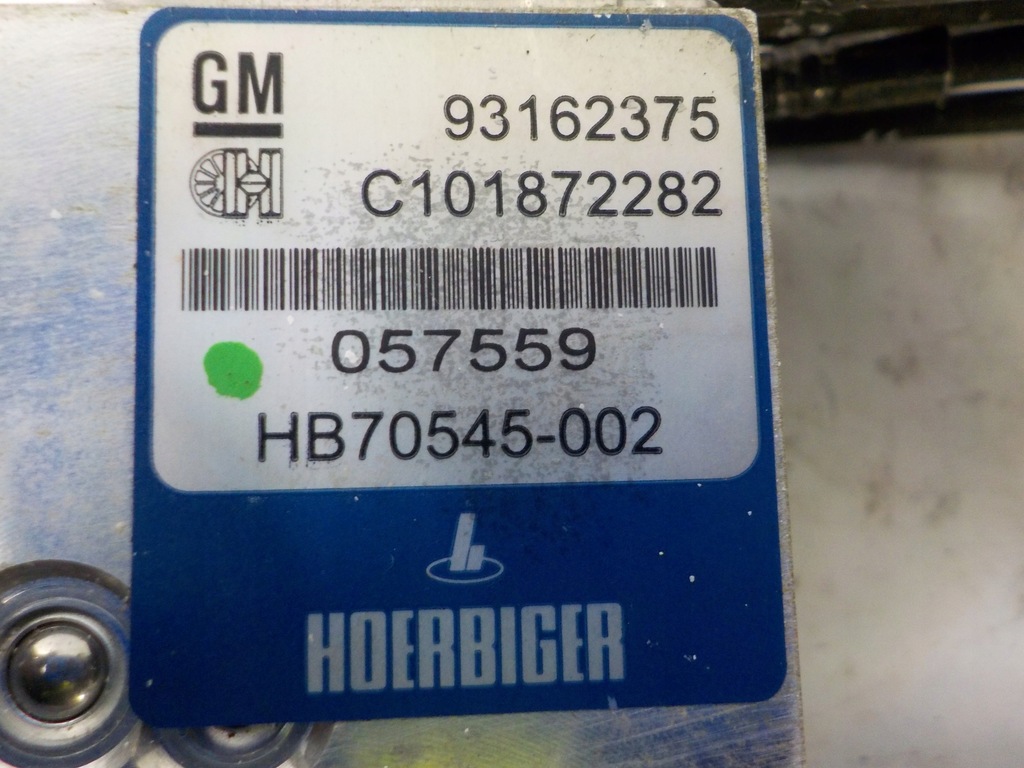 GM
93162375
C101872282
057559
HB70545-002
HOERBIGER